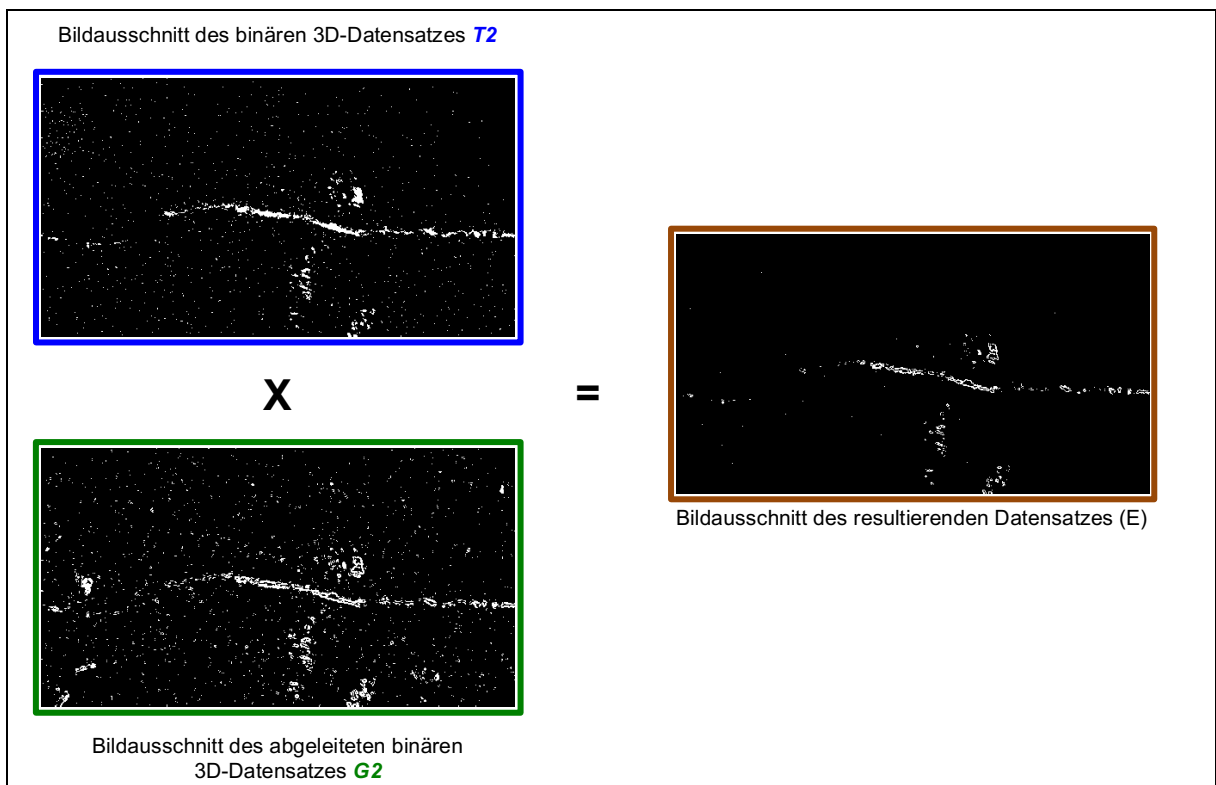 Bildausschnitt des binären 3D-Datensatzes T2
X
=
Bildausschnitt des resultierenden Datensatzes (E)
Bildausschnitt des abgeleiteten binären
3D-Datensatzes G2